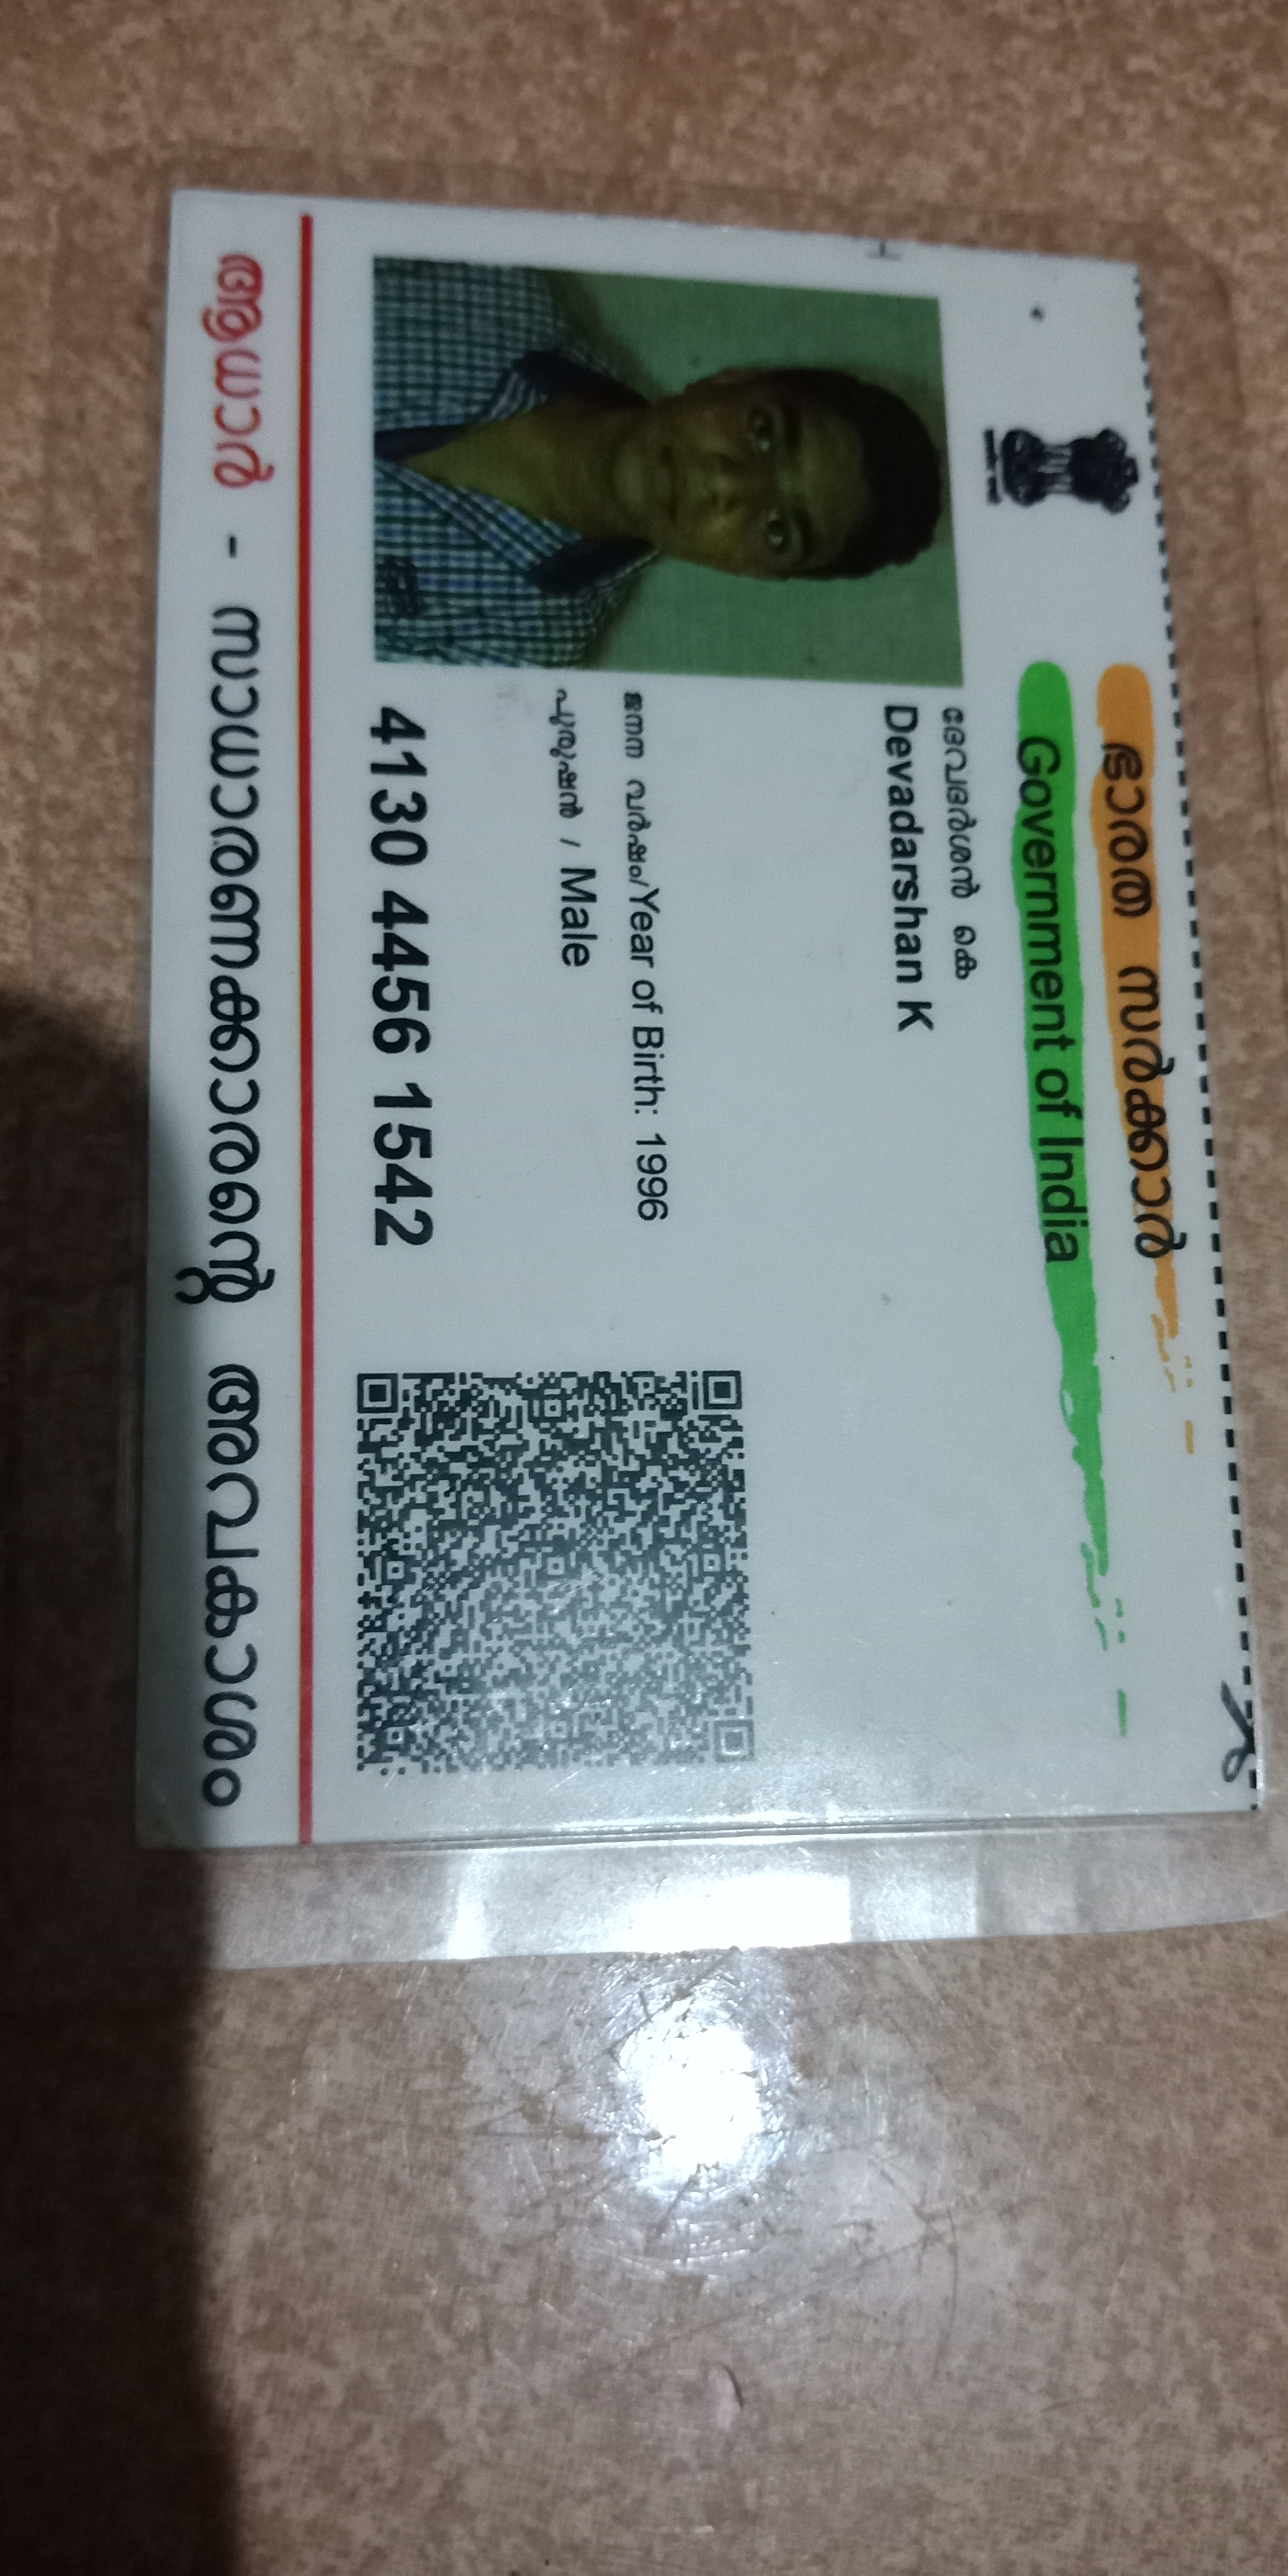 ഭാരത സർക്കാർ
Government of India
ദേവദർശൻ കെ
Devadarshan K
ജനന വർഷം/Year of Birth: 1996
പുരുഷൻ / Male
4130 4456 1542
ആധാർ - സാധാരണക്കാരന്റെ അവകാശം